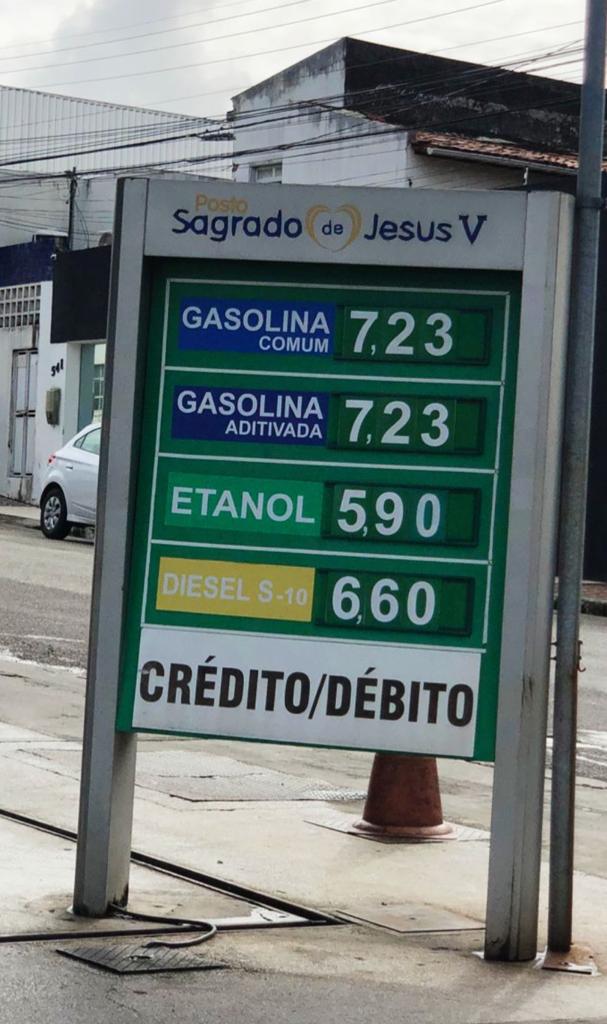 Posto
Sagrado de Jesus V
GASOLINA
COMUM
7,23
GASOLINA
ADITIVADA
7,23
ETANOL
5,90
DIESEL S-10
6,60
CRÉDITO/DÉBITO
541